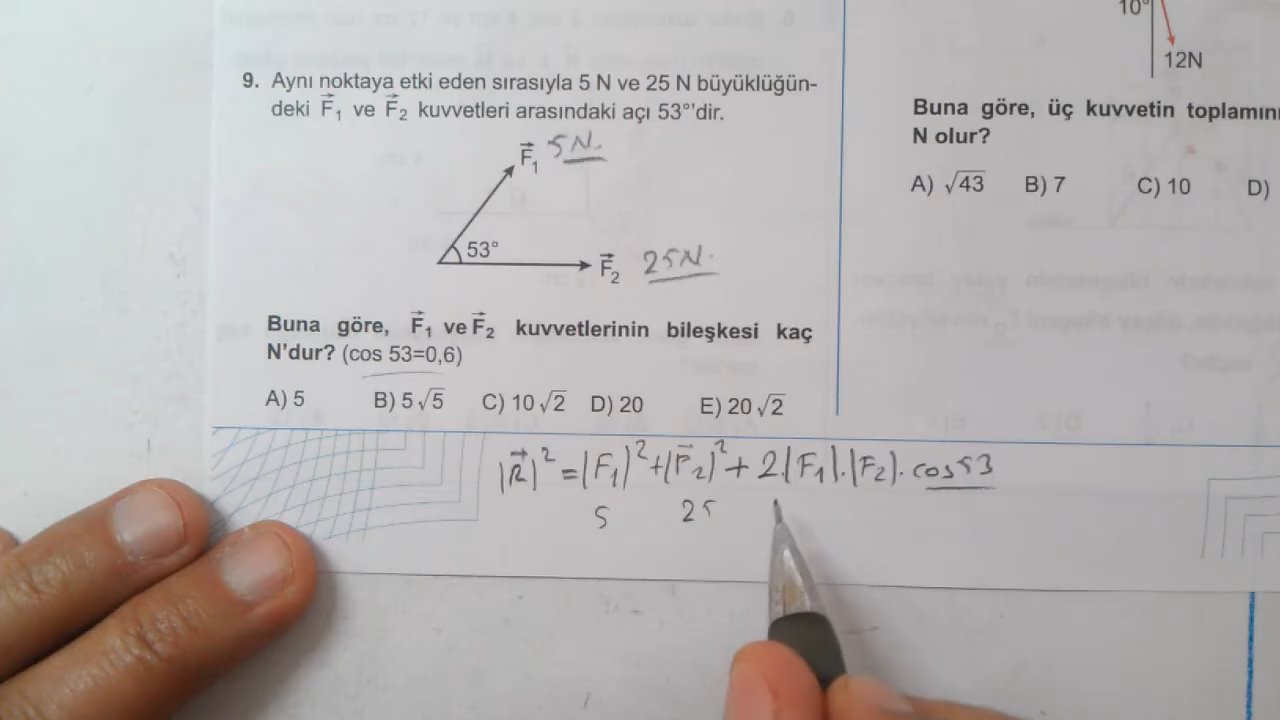 9. Aynı noktaya etki eden sırasıyla 5 N ve 25 N büyüklüğün-
deki F₁ ve F₂ kuvvetleri arasındaki açı 53°'dir.
F₁ 5N.
53°
F₂ 25N.
Buna göre, F₁ ve F₂ kuvvetlerinin bileşkesi kaç
N'dur? (cos 53=0,6)
A) 5 B) 5√5 C) 10√2 D) 20 E) 20√2
|R|² = |F₁|² + |F₂|² + 2.|F₁|.|F₂|. cos53
5 25
10°
12N
Buna göre, üç kuvvetin toplamını
N olur?
A) √43 B) 7 C) 10 D)